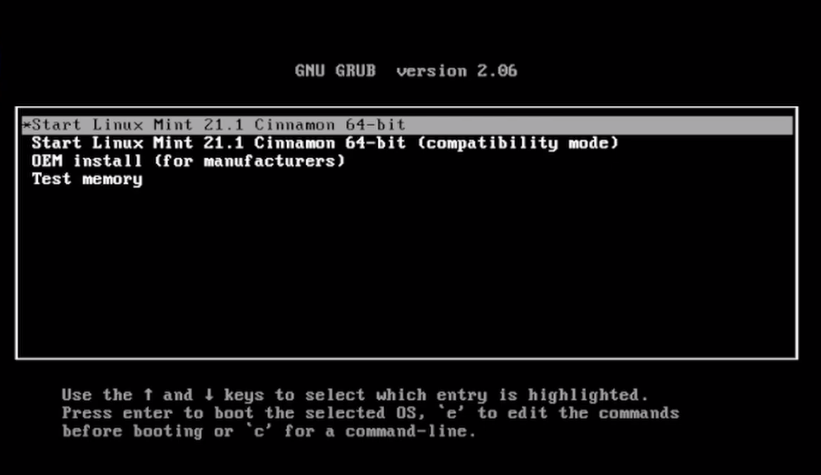 GNU GRUB  version 2.06
*Start Linux Mint 21.1 Cinnamon 64-bit
Start Linux Mint 21.1 Cinnamon 64-bit (compatibility mode)
OEM install (for manufacturers)
Test memory
Use the ↑ and ↓ keys to select which entry is highlighted.
Press enter to boot the selected OS, `e' to edit the commands
before booting or `c' for a command-line.